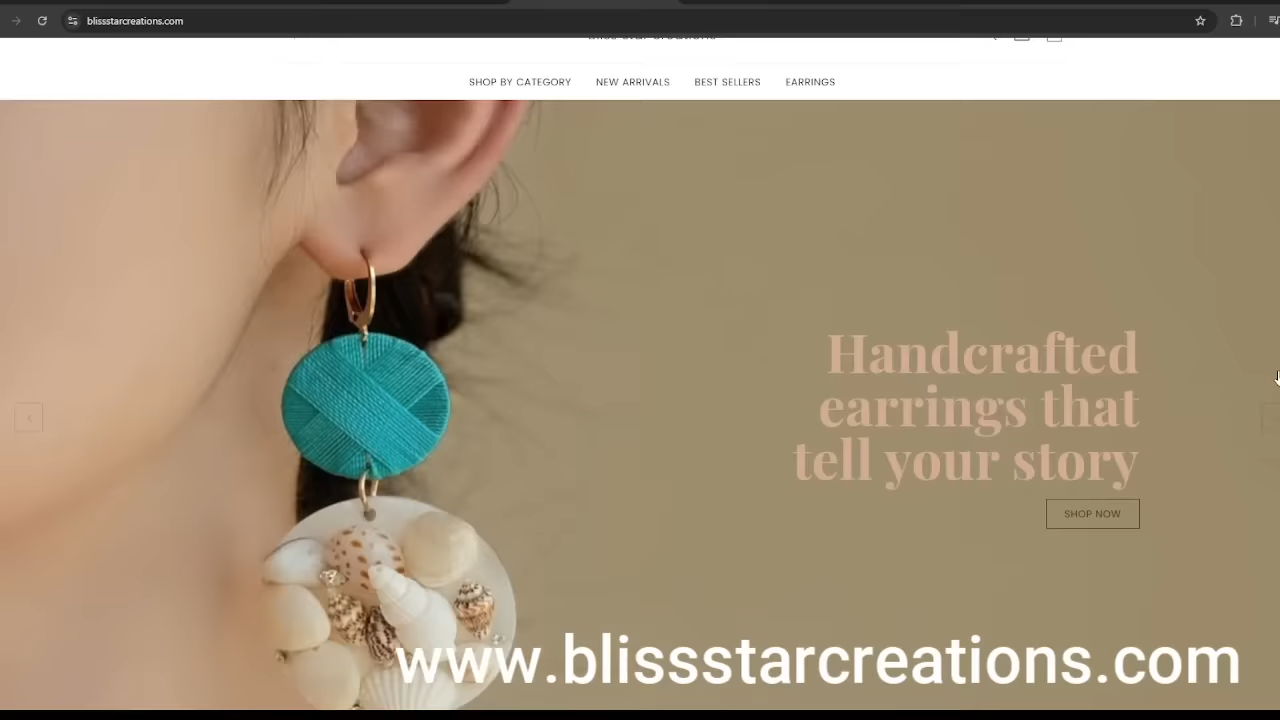 blissstarcreations.com
SHOP BY CATEGORY NEW ARRIVALS BEST SELLERS EARRINGS
Handcrafted
earrings that
tell your story
SHOP NOW
www.blissstarcreations.com